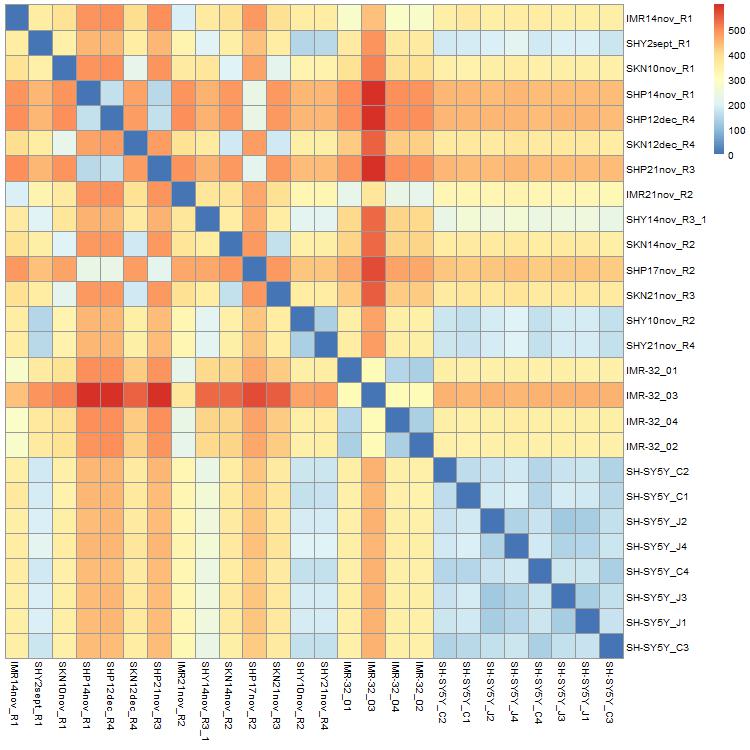 IMR14nov_R1
SHY2sept_R1
SKN10nov_R1
SHP14nov_R1
SHP12dec_R4
SKN12dec_R4
SHP21nov_R3
IMR21nov_R2
SHY14nov_R3_1
SKN14nov_R2
SHP17nov_R2
SKN21nov_R3
SHY10nov_R2
SHY21nov_R4
IMR-32_01
IMR-32_03
IMR-32_04
IMR-32_02
SH-SY5Y_C2
SH-SY5Y_C1
SH-SY5Y_J2
SH-SY5Y_J4
SH-SY5Y_C4
SH-SY5Y_J3
SH-SY5Y_J1
SH-SY5Y_C3
500
400
300
200
100
0
IMR14nov_R1
SHY2sept_R1
SKN10nov_R1
SHP14nov_R1
SHP12dec_R4
SKN12dec_R4
SHP21nov_R3
IMR21nov_R2
SHY14nov_R3_1
SKN14nov_R2
SHP17nov_R2
SKN21nov_R3
SHY10nov_R2
SHY21nov_R4
IMR-32_01
IMR-32_03
IMR-32_04
IMR-32_02
SH-SY5Y_C2
SH-SY5Y_C1
SH-SY5Y_J2
SH-SY5Y_J4
SH-SY5Y_C4
SH-SY5Y_J3
SH-SY5Y_J1
SH-SY5Y_C3